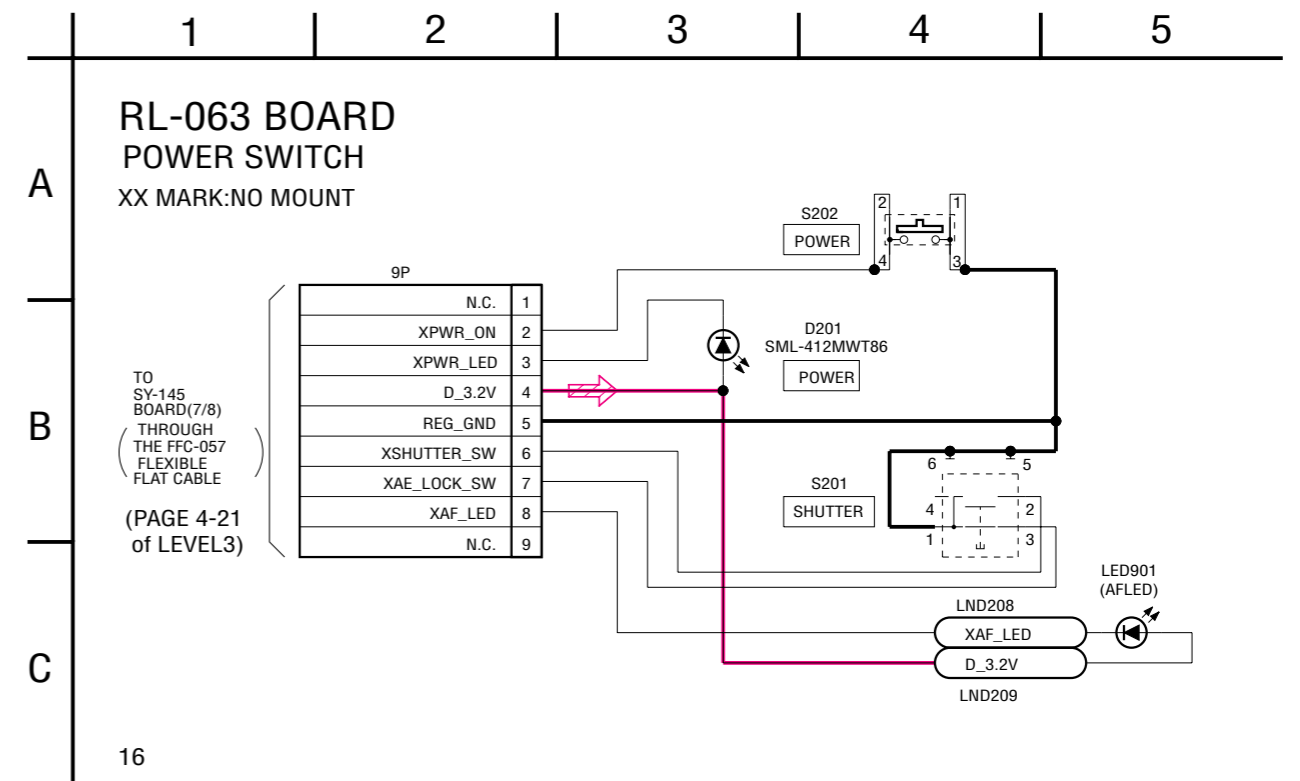 1 2 3 4 5
A
B
C
RL-063 BOARD
POWER SWITCH
XX MARK:NO MOUNT
9P
N.C. 1
XPWR_ON 2
XPWR_LED 3
D_3.2V 4
REG_GND 5
XSHUTTER_SW 6
XAE_LOCK_SW 7
XAF_LED 8
N.C. 9
TO
SY-145
BOARD(7/8)
( THROUGH
THE FFC-057
FLEXIBLE
FLAT CABLE )
(PAGE 4-21
of LEVEL3)
S202
POWER
2 1
4 3
D201
SML-412MWT86
POWER
S201
SHUTTER
6 5
4 2
1 3
LED901
(AFLED)
LND208
XAF_LED
D_3.2V
LND209
16